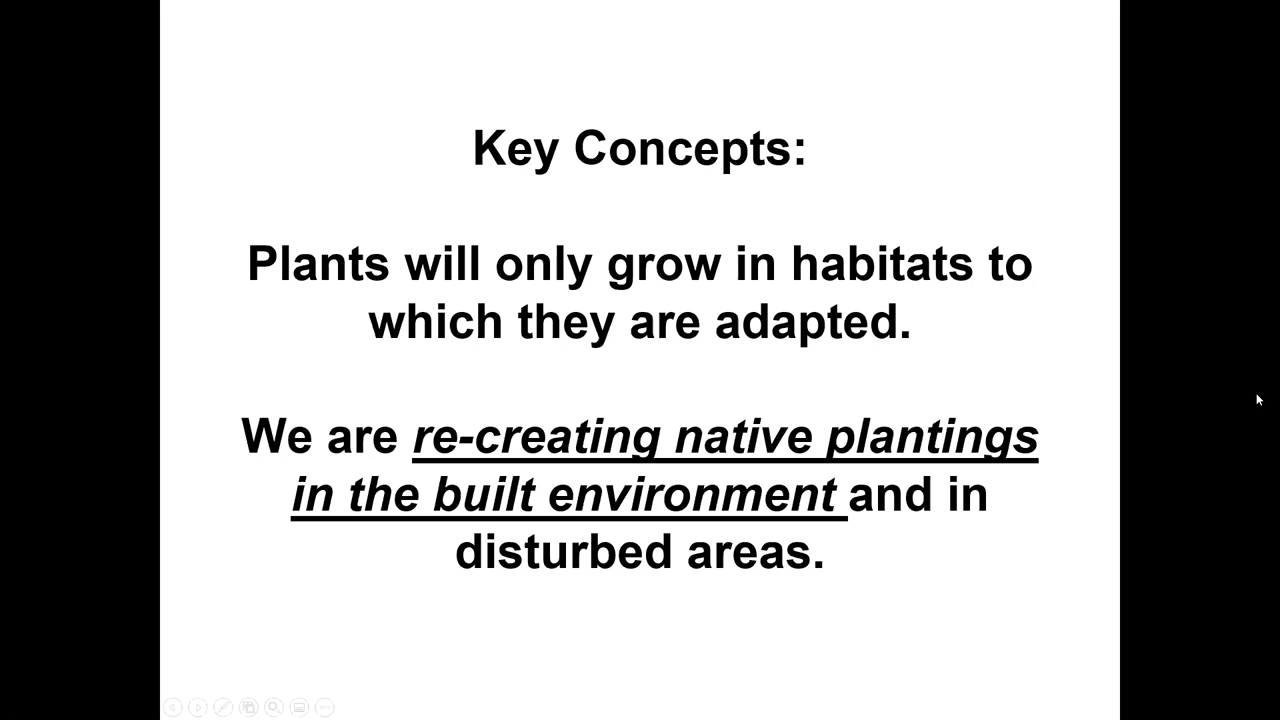 Key Concepts:
Plants will only grow in habitats to
which they are adapted.
We are re-creating native plantings
in the built environment and in
disturbed areas.